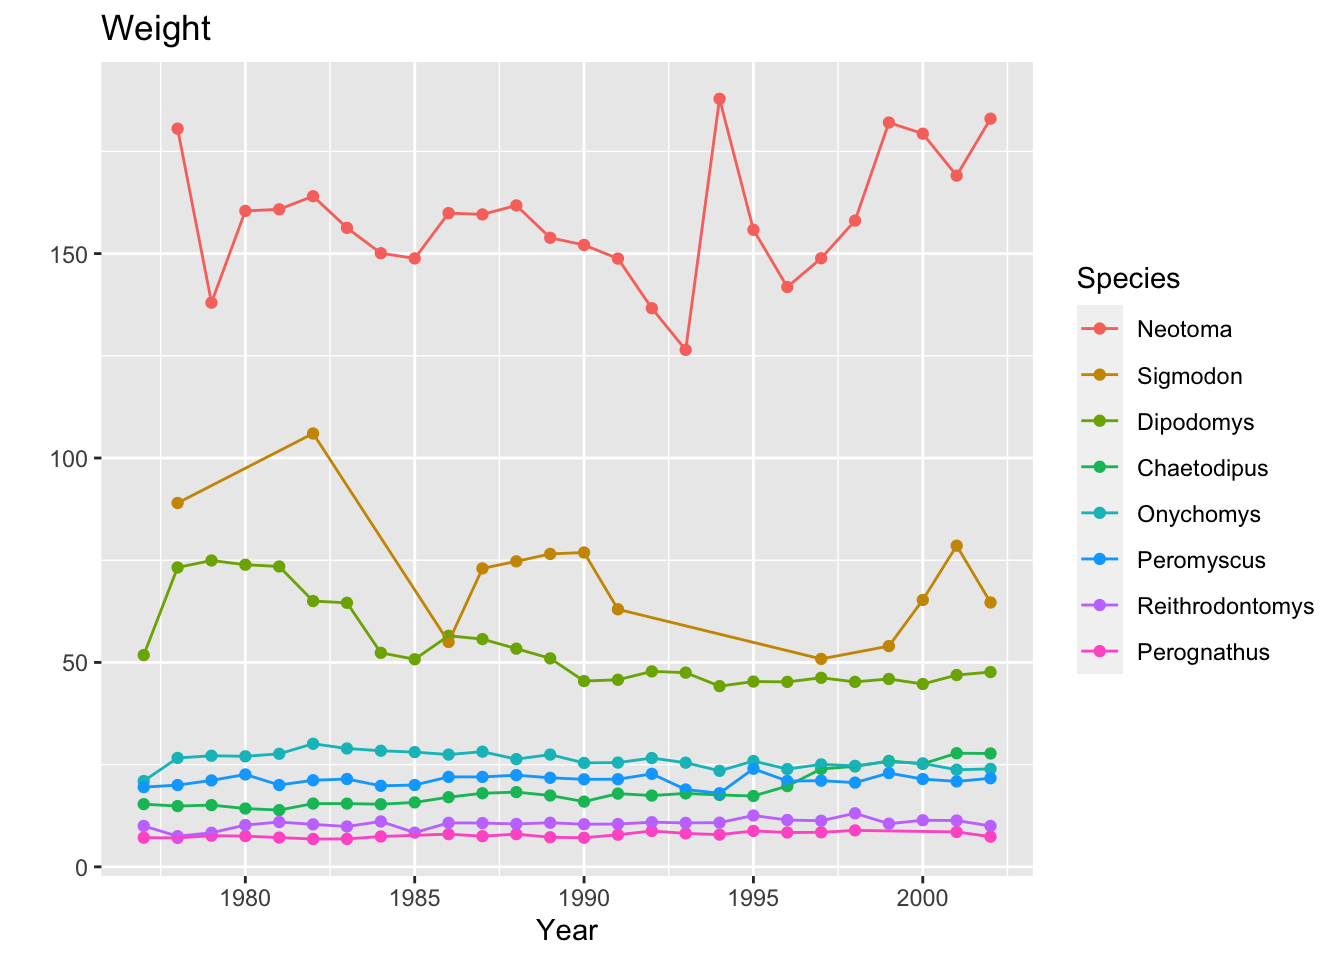 Weight
150
100
50
0
1980
1985
1990
1995
2000
Year
Species
Neotoma
Sigmodon
Dipodomys
Chaetodipus
Onychomys
Peromyscus
Reithrodontomys
Perognathus